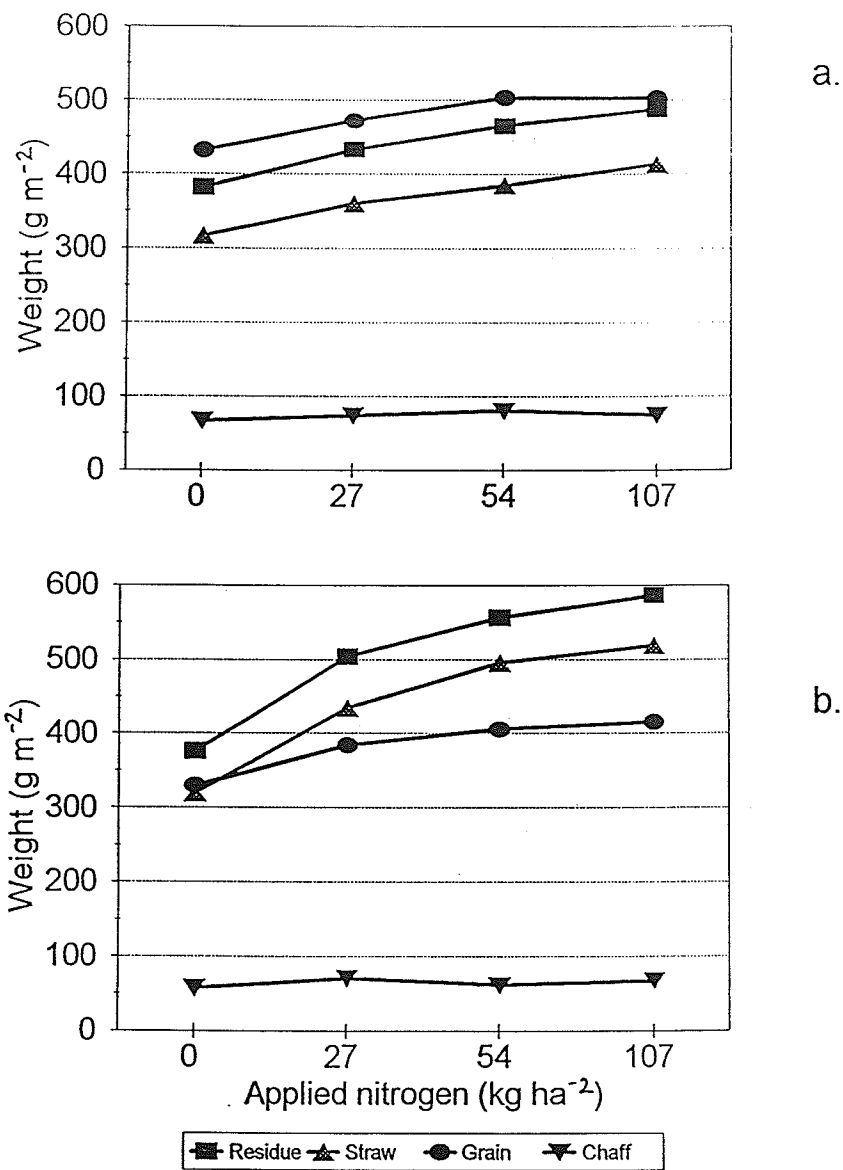 600
500
400
300
200
100
0
Weight (g m⁻²)
0 27 54 107
a.
600
500
400
300
200
100
0
Weight (g m⁻²)
0 27 54 107
Applied nitrogen (kg ha⁻²)
b.
Residue Straw Grain Chaff